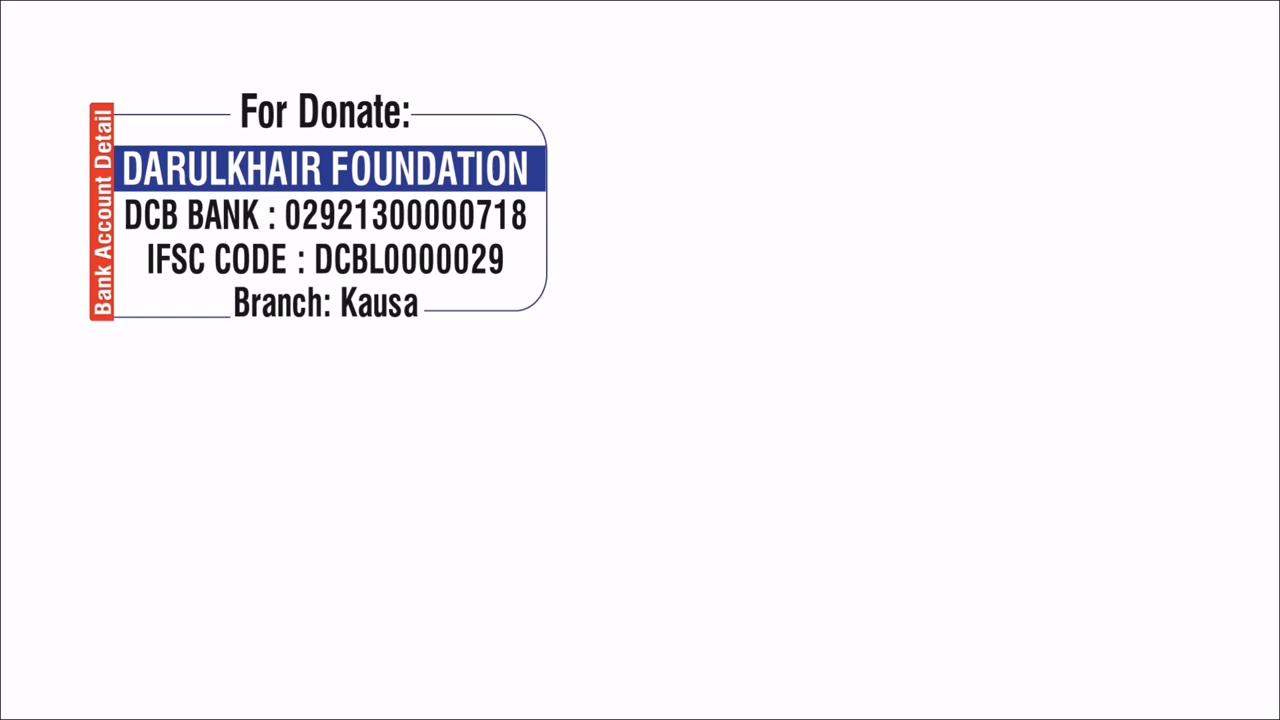 For Donate:
Bank Account Detail
DARULKHAIR FOUNDATION
DCB BANK : 02921300000718
IFSC CODE : DCBL0000029
Branch: Kausa